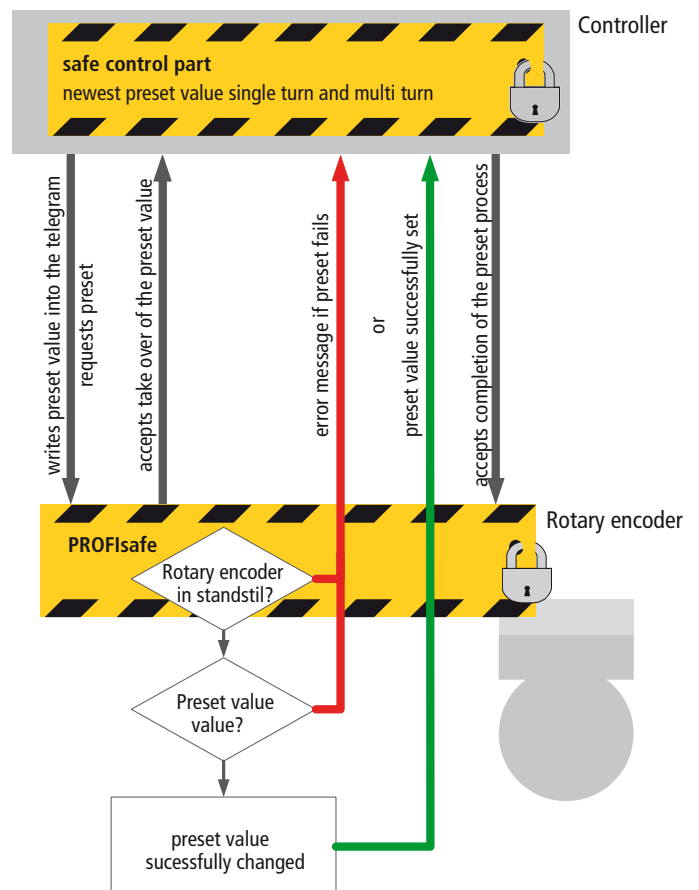 Controller
safe control part
newest preset value single turn and multi turn
writes preset value into the telegram
requests preset
accepts take over of the preset value
error message if preset fails
or
preset value successfully set
accepts completion of the preset process
Rotary encoder
PROFIsafe
Rotary encoder
in standstil?
Preset value
value?
preset value
sucessfully changed